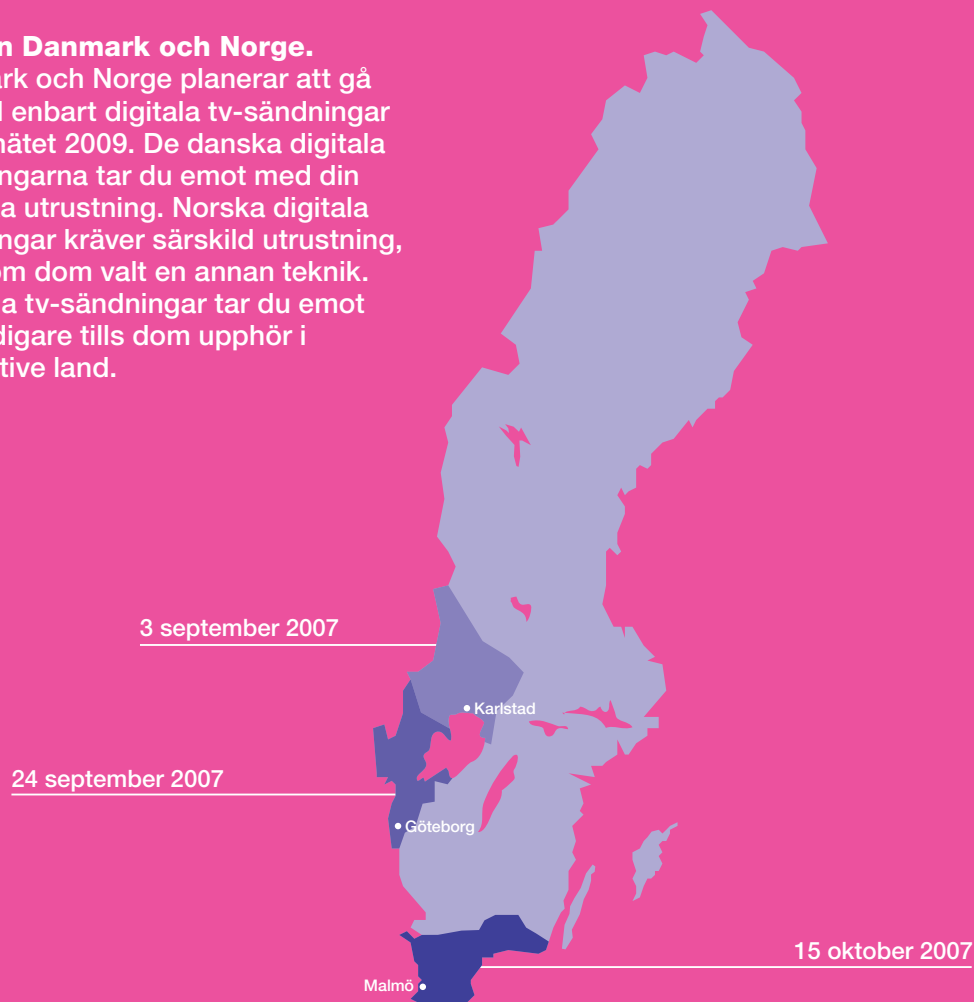 n Danmark och Norge.
rk och Norge planerar att gå
l enbart digitala tv-sändningar
nätet 2009. De danska digitala
ngarna tar du emot med din
a utrustning. Norska digitala
ngar kräver särskild utrustning,
om dom valt en annan teknik.
a tv-sändningar tar du emot
digare tills dom upphör i
tive land.
3 september 2007
Karlstad
24 september 2007
Göteborg
15 oktober 2007
Malmö